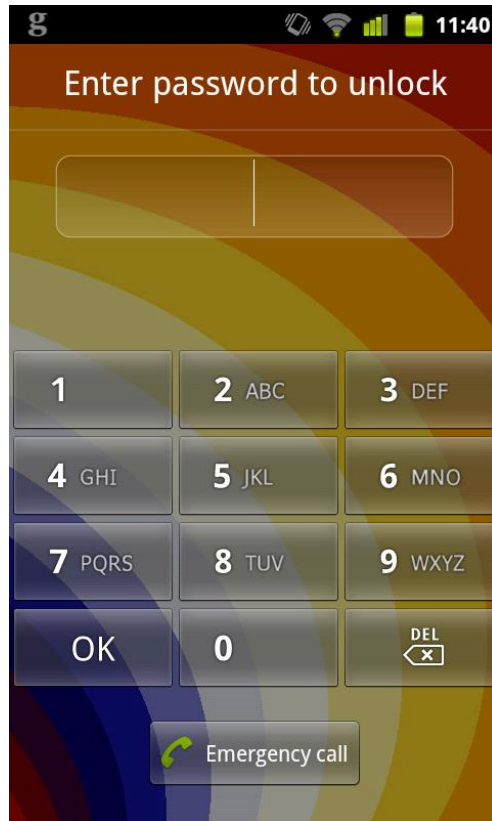 g 11:40
Enter password to unlock
1 2 ABC 3 DEF
4 GHI 5 JKL 6 MNO
7 PQRS 8 TUV 9 WXYZ
OK 0 DEL
Emergency call